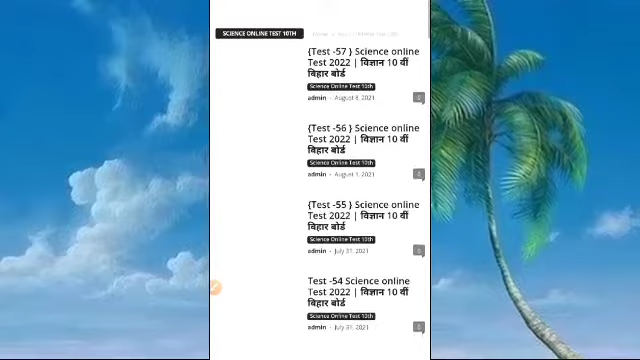 SCIENCE ONLINE TEST 10TH
{Test -57 } Science online
Test 2022 | विज्ञान 10 वीं
बिहार बोर्ड
Science Online Test 10th
admin - August 8, 2021
{Test -56 } Science online
Test 2022 | विज्ञान 10 वीं
बिहार बोर्ड
Science Online Test 10th
admin - August 1, 2021
{Test -55 } Science online
Test 2022 | विज्ञान 10 वीं
बिहार बोर्ड
Science Online Test 10th
admin - July 31, 2021
Test -54 Science online
Test 2022 | विज्ञान 10 वीं
बिहार बोर्ड
Science Online Test 10th
admin - July 31, 2021